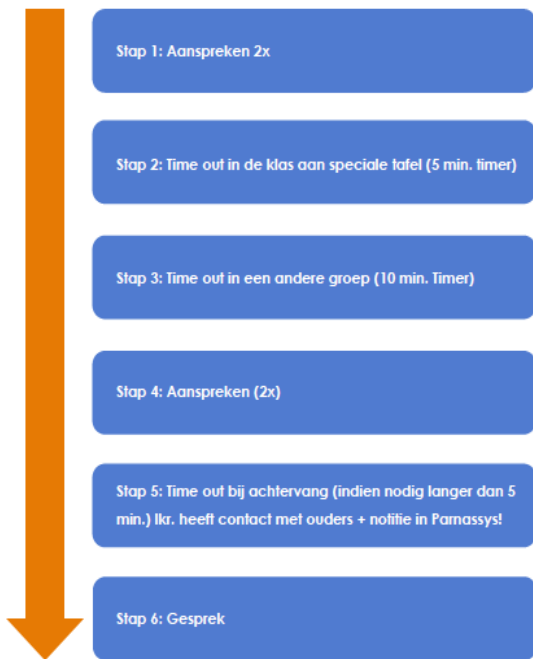 Stap 1: Aanspreken 2x
Stap 2: Time out in de klas aan speciale tafel (5 min. timer)
Stap 3: Time out in een andere groep (10 min. Timer)
Stap 4: Aanspreken (2x)
Stap 5: Time out bij achtervang (indien nodig langer dan 5
min.) lkr. heeft contact met ouders + notitie in Parnassys!
Stap 6: Gesprek